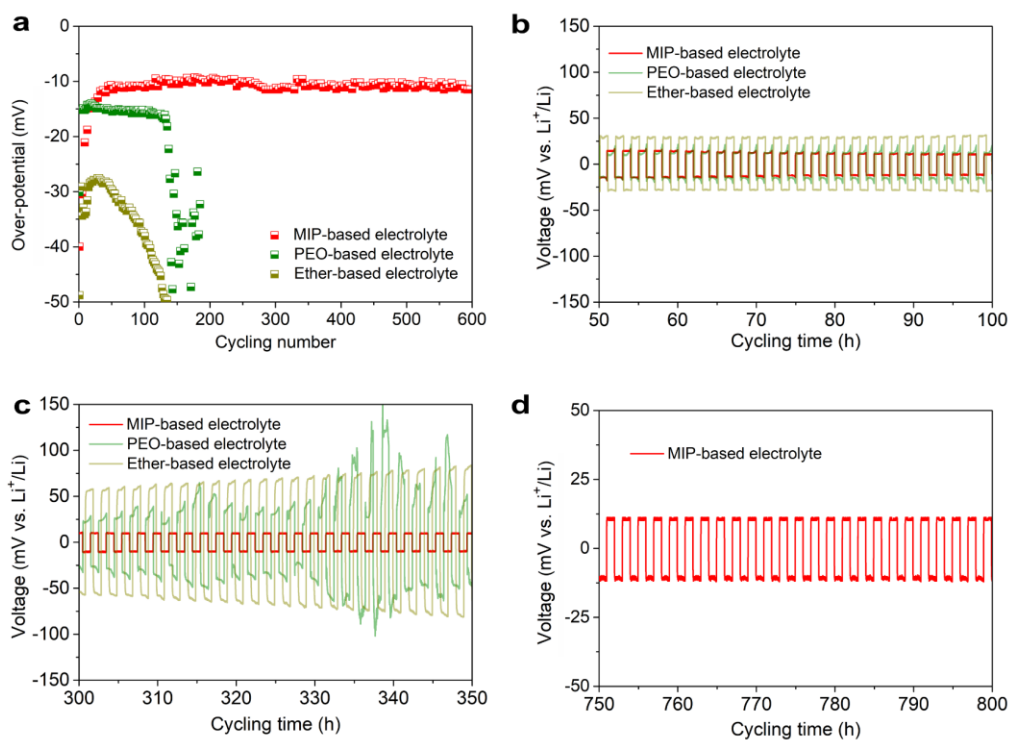 a
0
-10
-20
-30
-40
-50
Over-potential (mV)
MIP-based electrolyte
PEO-based electrolyte
Ether-based electrolyte
0 100 200 300 400 500 600
Cycling number
b
150
100
50
0
-50
-100
-150
Voltage (mV vs. Li⁺/Li)
MIP-based electrolyte
PEO-based electrolyte
Ether-based electrolyte
50 60 70 80 90 100
Cycling time (h)
c
150
100
50
0
-50
-100
-150
Voltage (mV vs. Li⁺/Li)
MIP-based electrolyte
PEO-based electrolyte
Ether-based electrolyte
300 310 320 330 340 350
Cycling time (h)
d
50
25
0
-25
-50
Voltage (mV vs. Li⁺/Li)
MIP-based electrolyte
750 760 770 780 790 800
Cycling time (h)